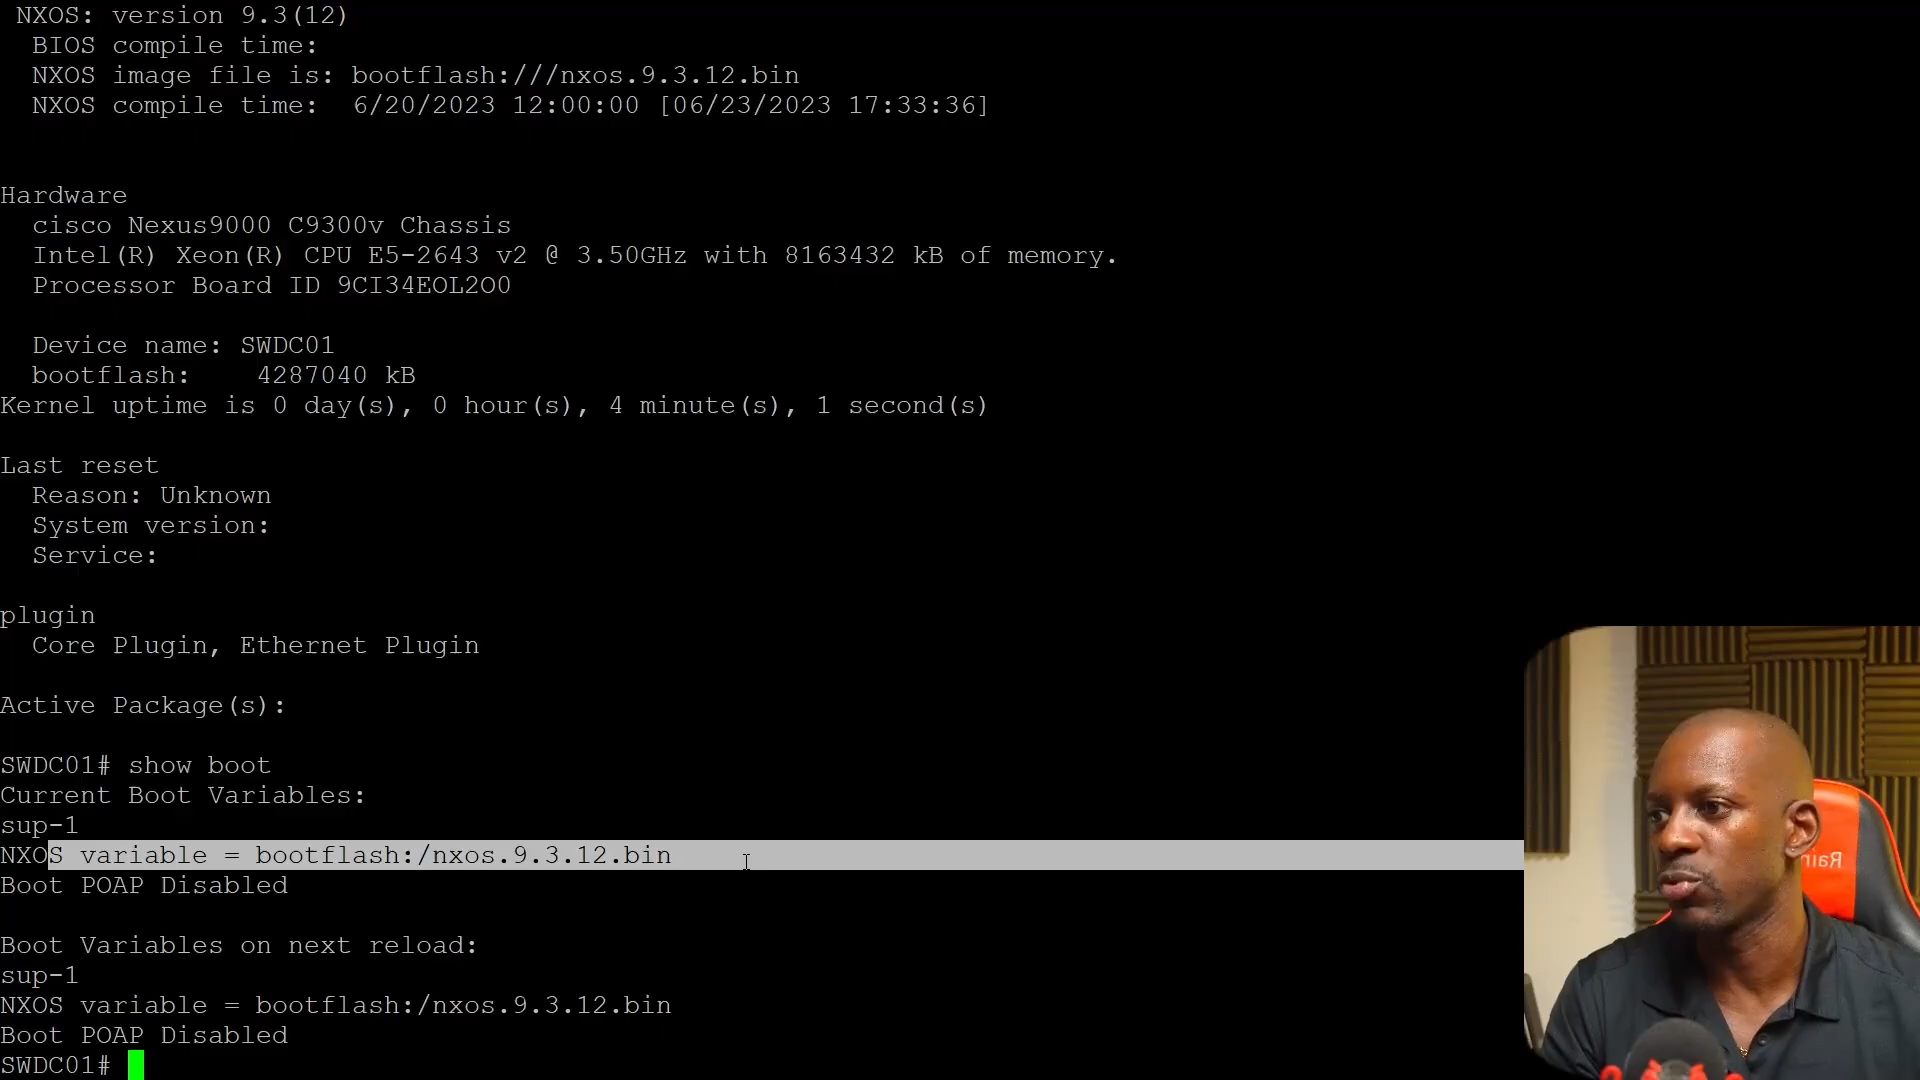 NXOS: version 9.3(12)
BIOS compile time:
NXOS image file is: bootflash:///nxos.9.3.12.bin
NXOS compile time:  6/20/2023 12:00:00 [06/23/2023 17:33:36]
Hardware
cisco Nexus9000 C9300v Chassis
Intel(R) Xeon(R) CPU E5-2643 v2 @ 3.50GHz with 8163432 kB of memory.
Processor Board ID 9CI34EOL2O0
Device name: SWDC01
bootflash:    4287040 kB
Kernel uptime is 0 day(s), 0 hour(s), 4 minute(s), 1 second(s)
Last reset
Reason: Unknown
System version:
Service:
plugin
Core Plugin, Ethernet Plugin
Active Package(s):
SWDC01# show boot
Current Boot Variables:
sup-1
NXOS variable = bootflash:/nxos.9.3.12.bin
Boot POAP Disabled
Boot Variables on next reload:
sup-1
NXOS variable = bootflash:/nxos.9.3.12.bin
Boot POAP Disabled
SWDC01#